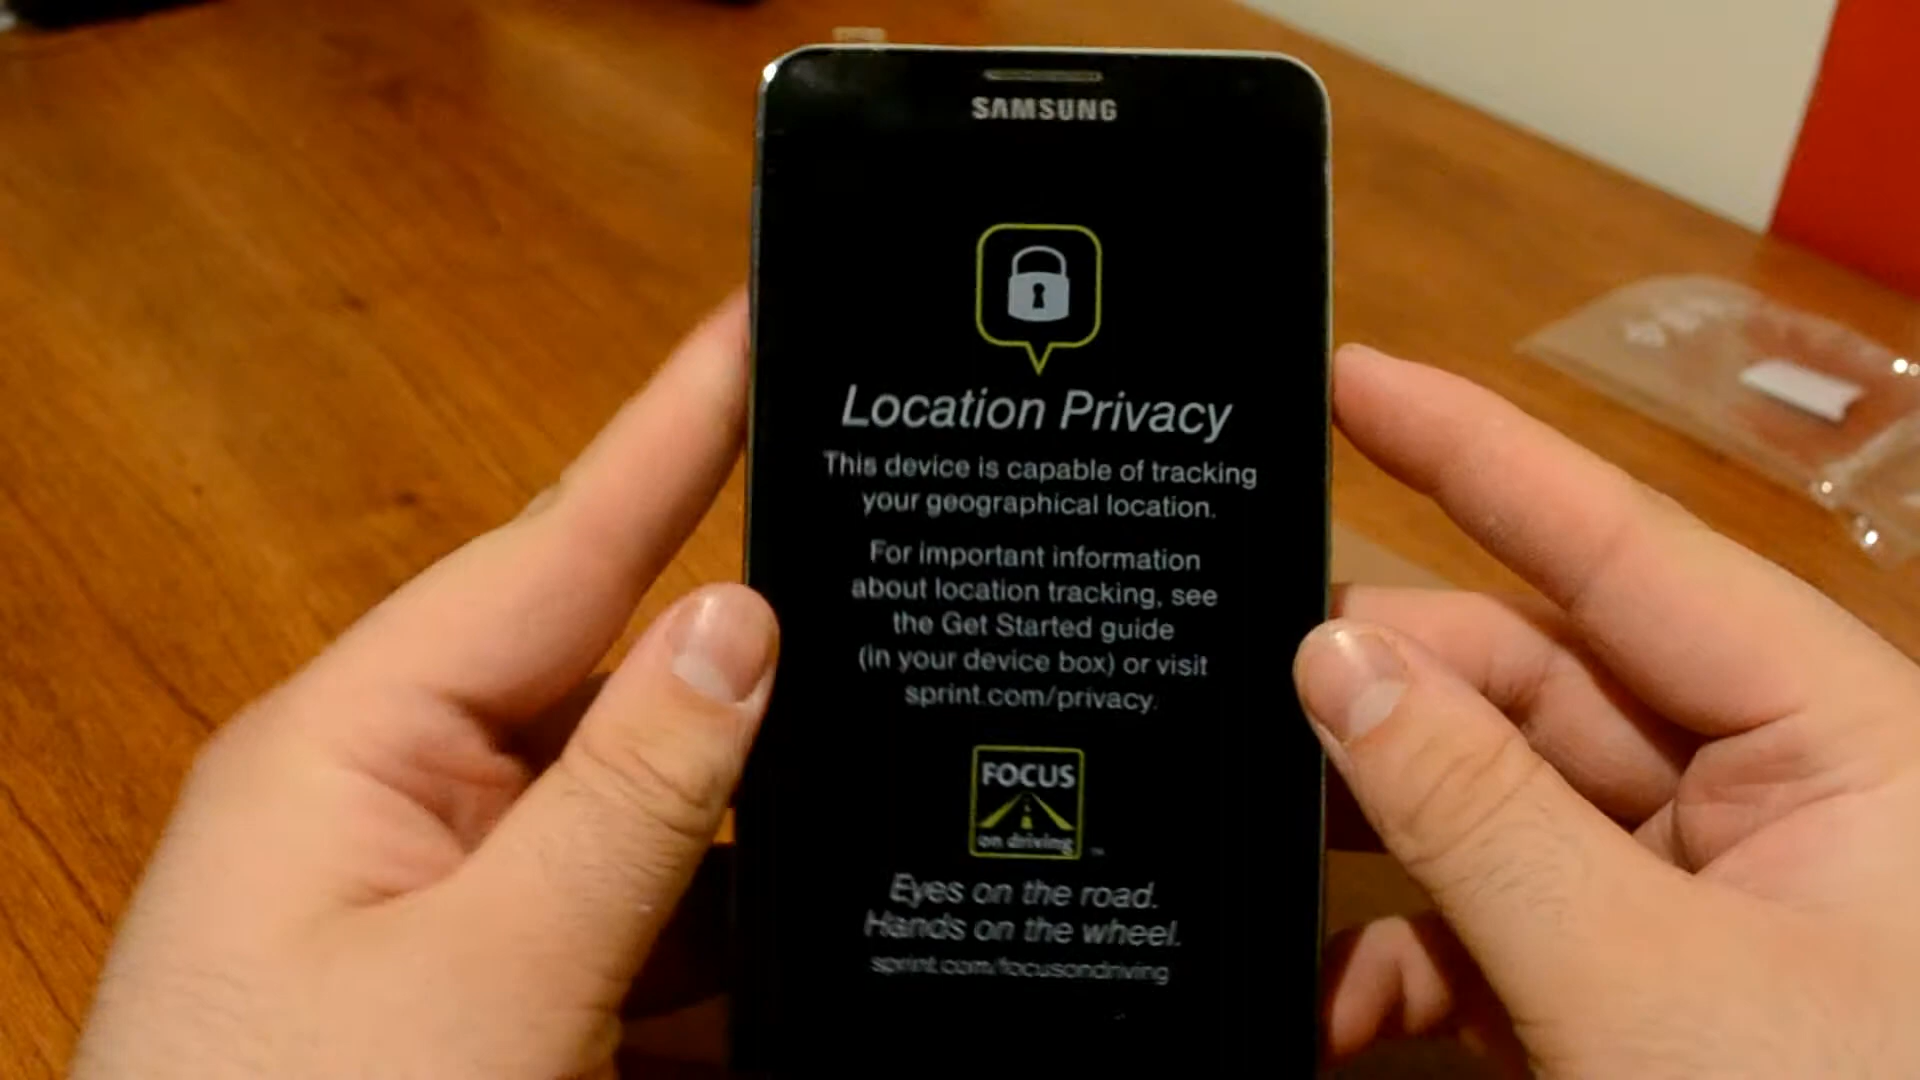 SAMSUNG
Location Privacy
This device is capable of tracking
your geographical location.
For important information
about location tracking, see
the Get Started guide
(in your device box) or visit
sprint.com/privacy.
FOCUS
on driving
Eyes on the road.
Hands on the wheel.
sprint.com/focusondriving